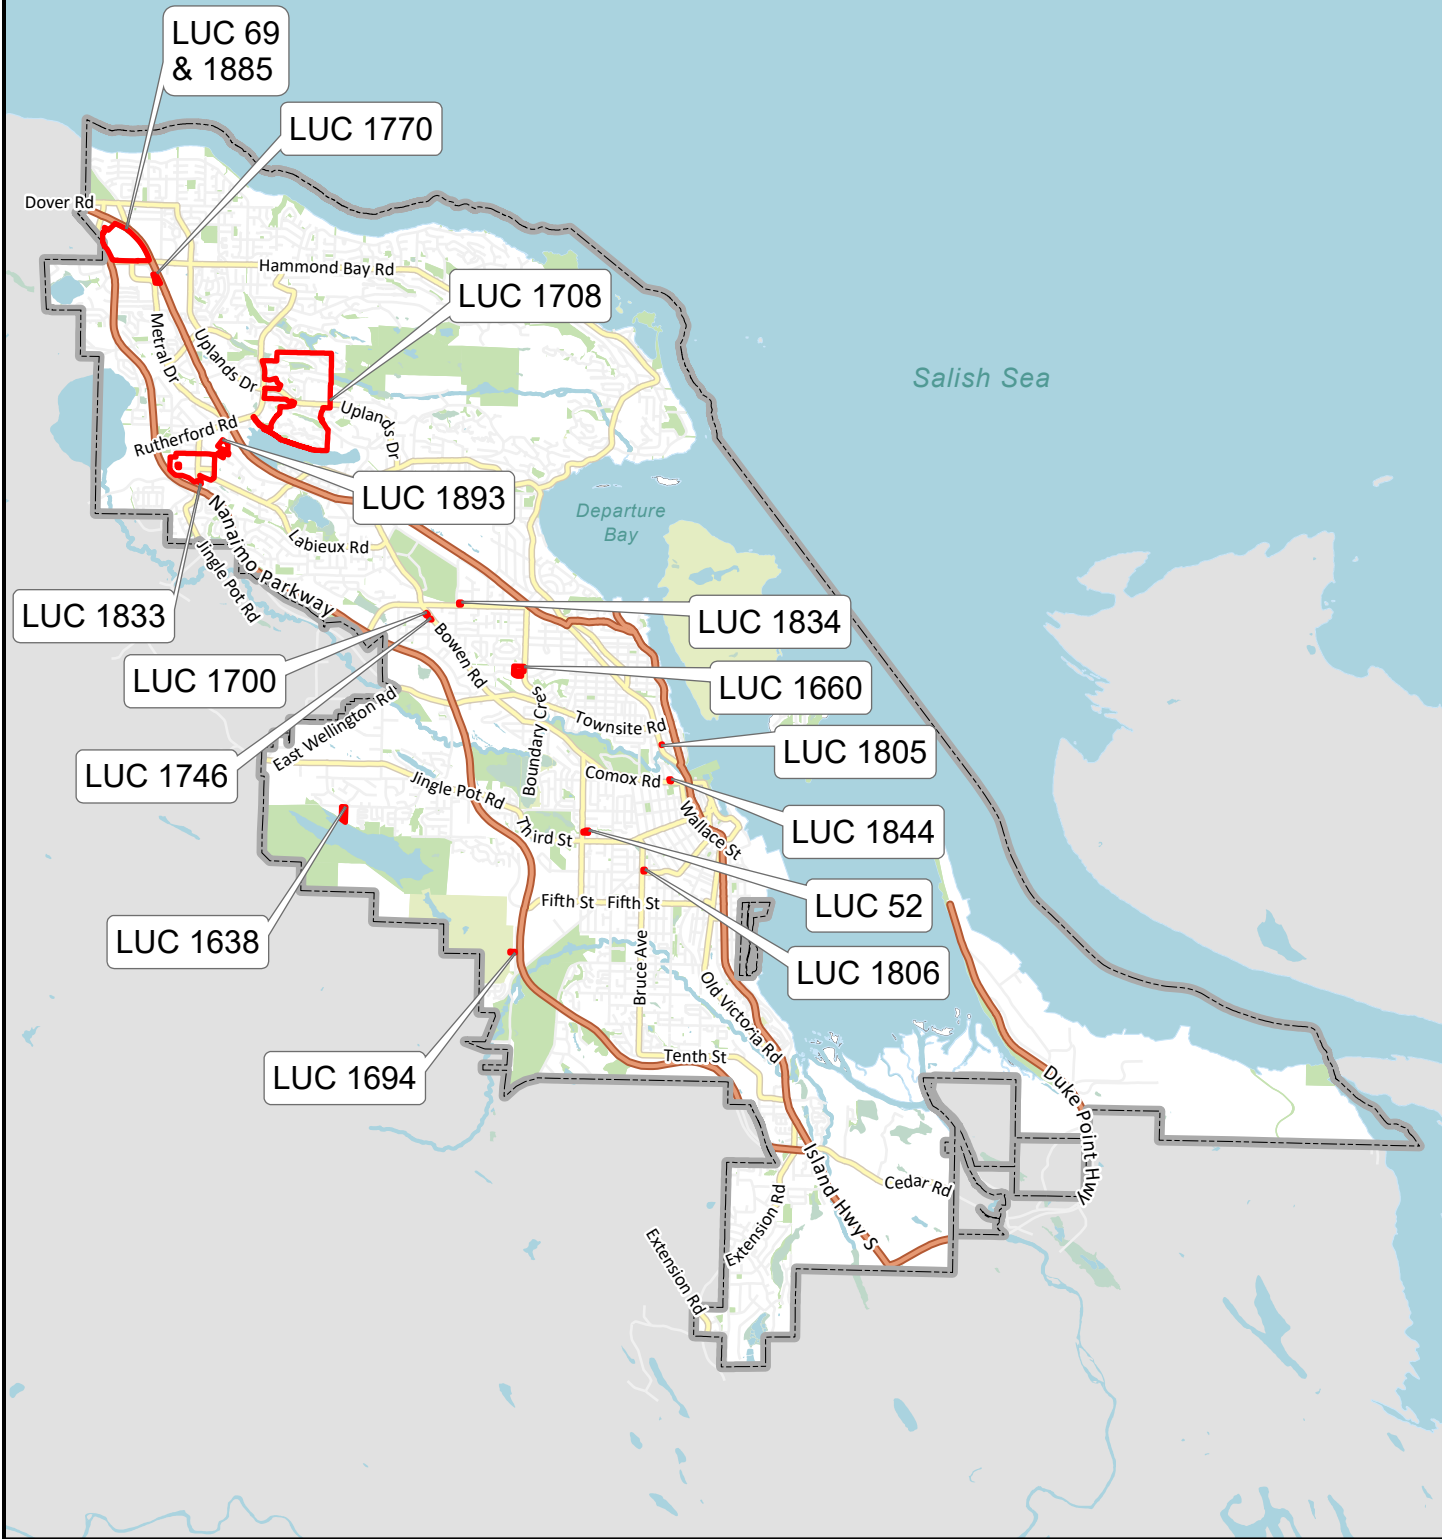 LUC 69
& 1885
LUC 1770
Dover Rd
Hammond Bay Rd
LUC 1708
Metral Dr
Uplands Dr
Salish Sea
Uplands Dr
Rutherford Rd
LUC 1893
Departure
Bay
Nanaimo Parkway
Labieux Rd
Jingle Pot Rd
LUC 1833
LUC 1834
Bowen Rd
LUC 1700
LUC 1660
Boundary Cres
East Wellington Rd
Townsite Rd
LUC 1805
LUC 1746
Comox Rd
Jingle Pot Rd
Wallace St
LUC 1844
Third St
Fifth St
Fifth St
LUC 52
LUC 1638
Bruce Ave
LUC 1806
Old Victoria Rd
Tenth St
LUC 1694
Duke Point Hwy
Island Hwy S
Cedar Rd
Extension Rd
Extension Rd